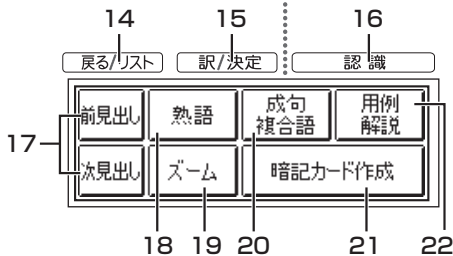 14 15 16
戻る/リスト 訳/決定 認識
前見出し 熟語 成句 複合語 用例 解説
17
次見出し ズーム 暗記カード作成
18 19 20 21 22